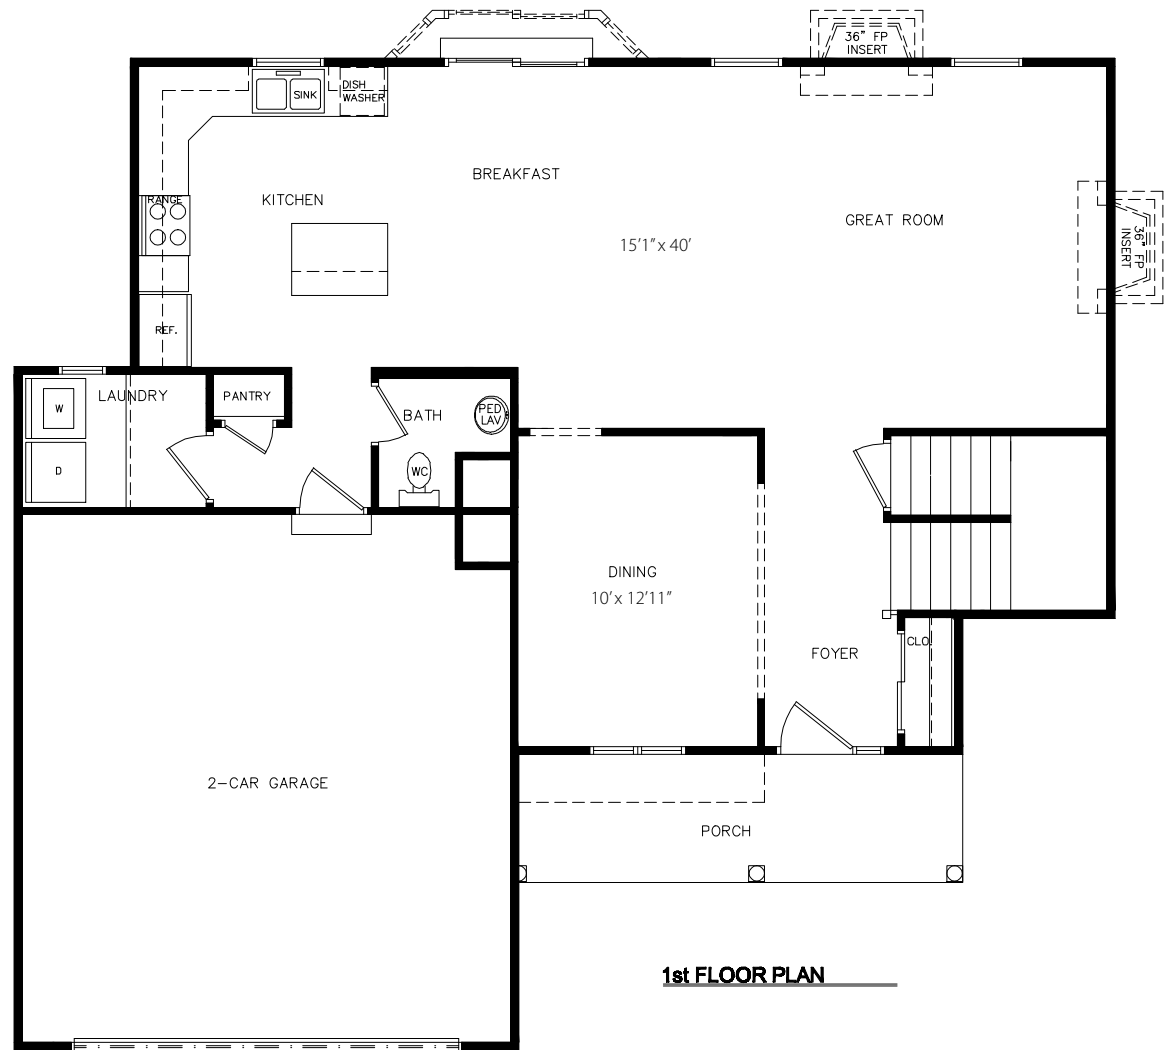 36" FP
INSERT
SINK
DISH
WASHER
BREAKFAST
KITCHEN
RANGE
GREAT ROOM
15'1" x 40'
36" FP
INSERT
REF.
LAUNDRY
PANTRY
W
BATH
PED
LAV
D
WC
DINING
10' x 12'11"
FOYER
CLO.
2-CAR GARAGE
PORCH
1st FLOOR PLAN